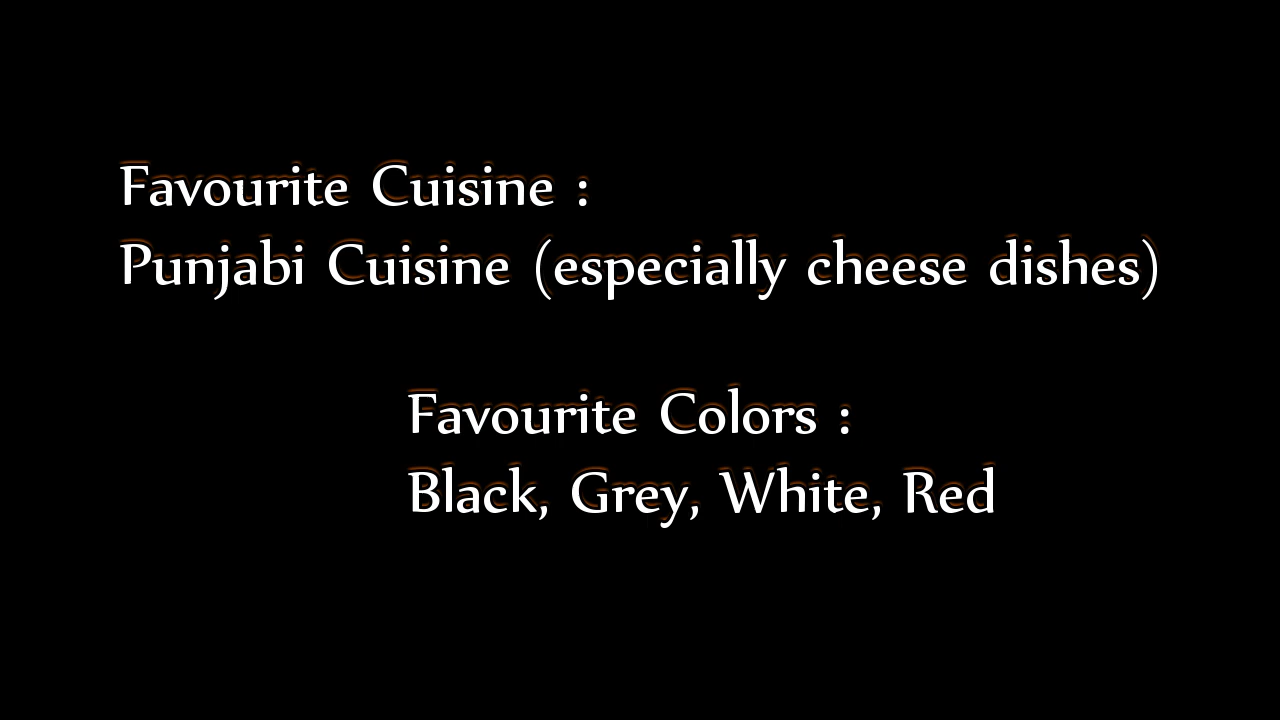 Favourite Cuisine :
Punjabi Cuisine (especially cheese dishes)
Favourite Colors :
Black, Grey, White, Red